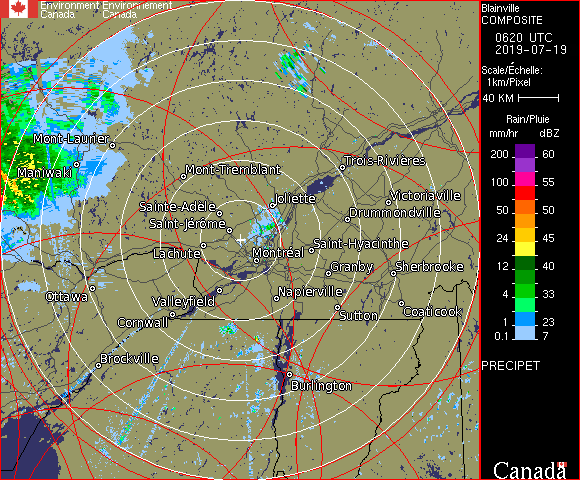 Environment Environnement
Canada Canada
Blainville
COMPOSITE
0620 UTC
2019-07-19
Scale/Échelle:
1km/Pixel
40 KM
Rain/Pluie
mm/hr dBZ
200 60
100 55
50 50
24 45
12 40
4 33
1 23
0.1 7
PRECIPET
Canada
Mont-Laurier
Maniwaki
Mont-Tremblant
Trois-Rivières
Sainte-Adèle
Joliette
Victoriaville
Saint-Jérôme
Drummondville
Lachute
Montréal
Saint-Hyacinthe
Granby
Sherbrooke
Ottawa
Valleyfield
Napierville
Cornwall
Sutton
Coaticook
Brockville
Burlington